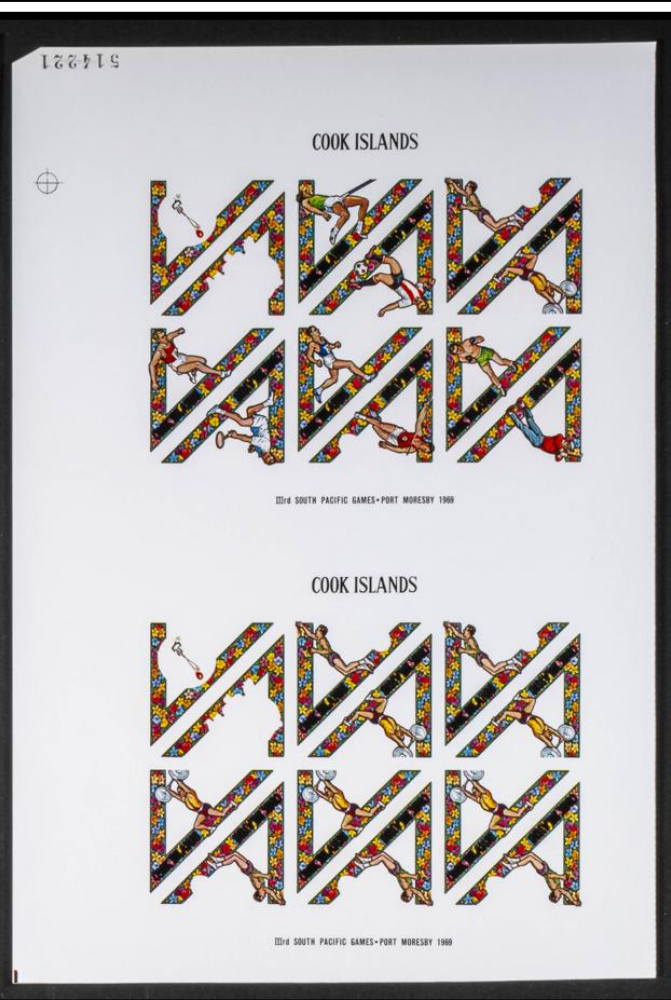 514221
COOK ISLANDS
IIIrd SOUTH PACIFIC GAMES•PORT MORESBY 1969
COOK ISLANDS
IIIrd SOUTH PACIFIC GAMES•PORT MORESBY 1969